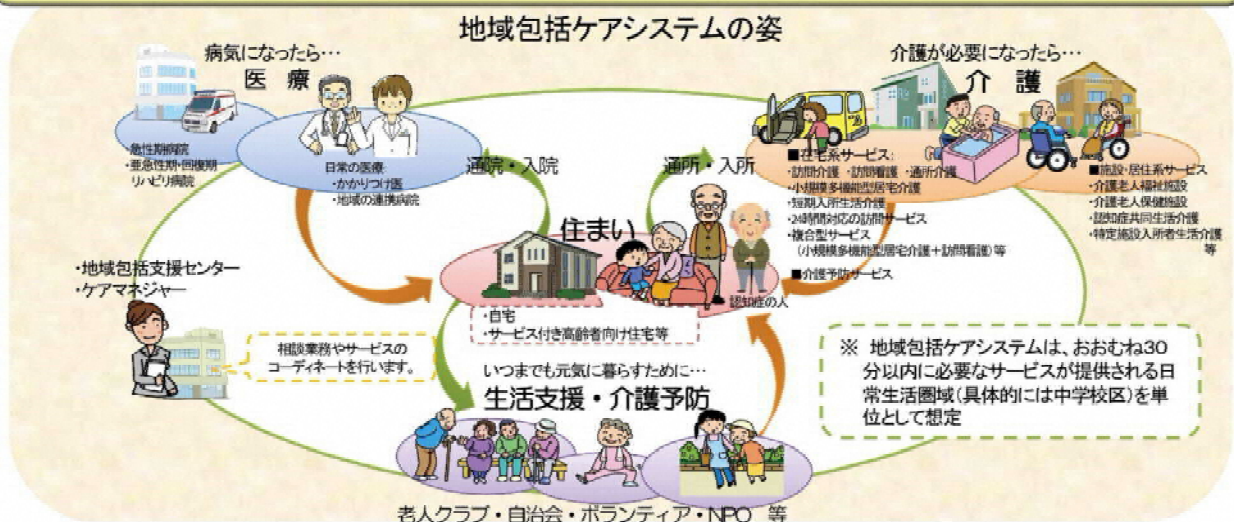 地域包括ケアシステムの姿
病気になったら…
医　療
・急性期病院
・亜急性期・回復期
リハビリ病院
日常の医療：
・かかりつけ医
・地域の連携病院
通院・入院
通所・入所
介護が必要になったら…
介　護
■在宅系サービス：
・訪問介護　・訪問看護　・通所介護
・小規模多機能型居宅介護
・短期入所生活介護
・24時間対応の訪問サービス
・複合型サービス
（小規模多機能型居宅介護＋訪問看護）等
■介護予防サービス
■施設・居住系サービス
・介護老人福祉施設
・介護老人保健施設
・認知症共同生活介護
・特定施設入所者生活介護
等
住まい
認知症の人
・自宅
・サービス付き高齢者向け住宅等
・地域包括支援センター
・ケアマネジャー
相談業務やサービスの
コーディネートを行います。
いつまでも元気に暮らすために…
生活支援・介護予防
老人クラブ・自治会・ボランティア・NPO　等
※　地域包括ケアシステムは、おおむね30
分以内に必要なサービスが提供される日
常生活圏域（具体的には中学校区）を単
位として想定